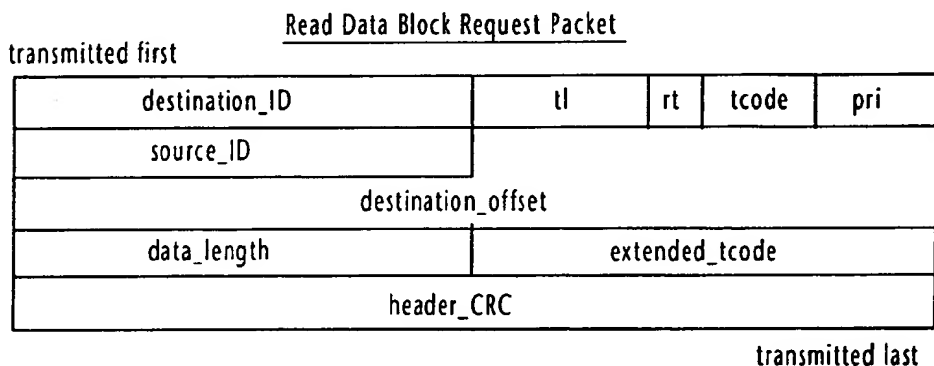 Read Data Block Request Packet
transmitted first
destination_ID tl rt tcode pri
source_ID
destination_offset
data_length extended_tcode
header_CRC
transmitted last